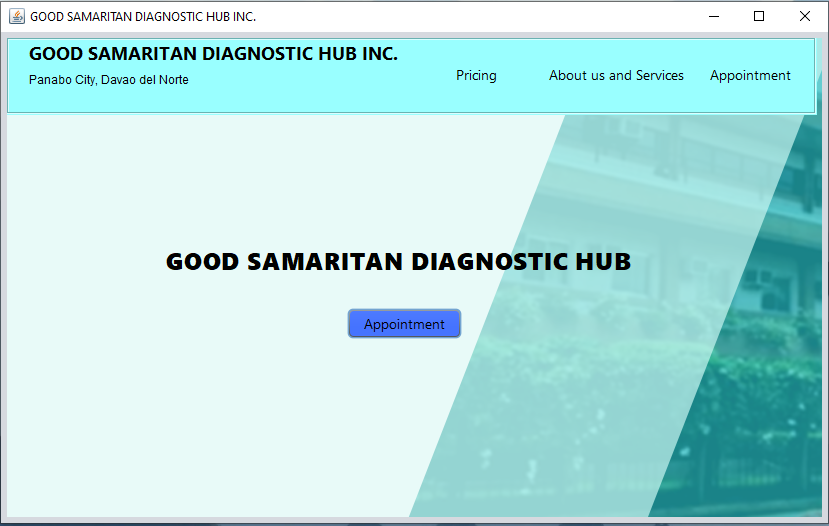 GOOD SAMARITAN DIAGNOSTIC HUB INC.
GOOD SAMARITAN DIAGNOSTIC HUB INC.
Panabo City, Davao del Norte
Pricing
About us and Services
Appointment
GOOD SAMARITAN DIAGNOSTIC HUB
Appointment